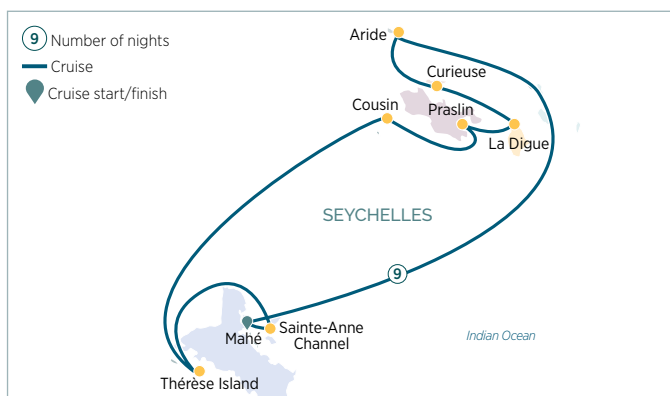 9 Number of nights
Cruise
Cruise start/finish
Aride
Curieuse
Cousin
Praslin
La Digue
SEYCHELLES
9
Mahé
Sainte-Anne
Channel
Indian Ocean
Thérèse Island